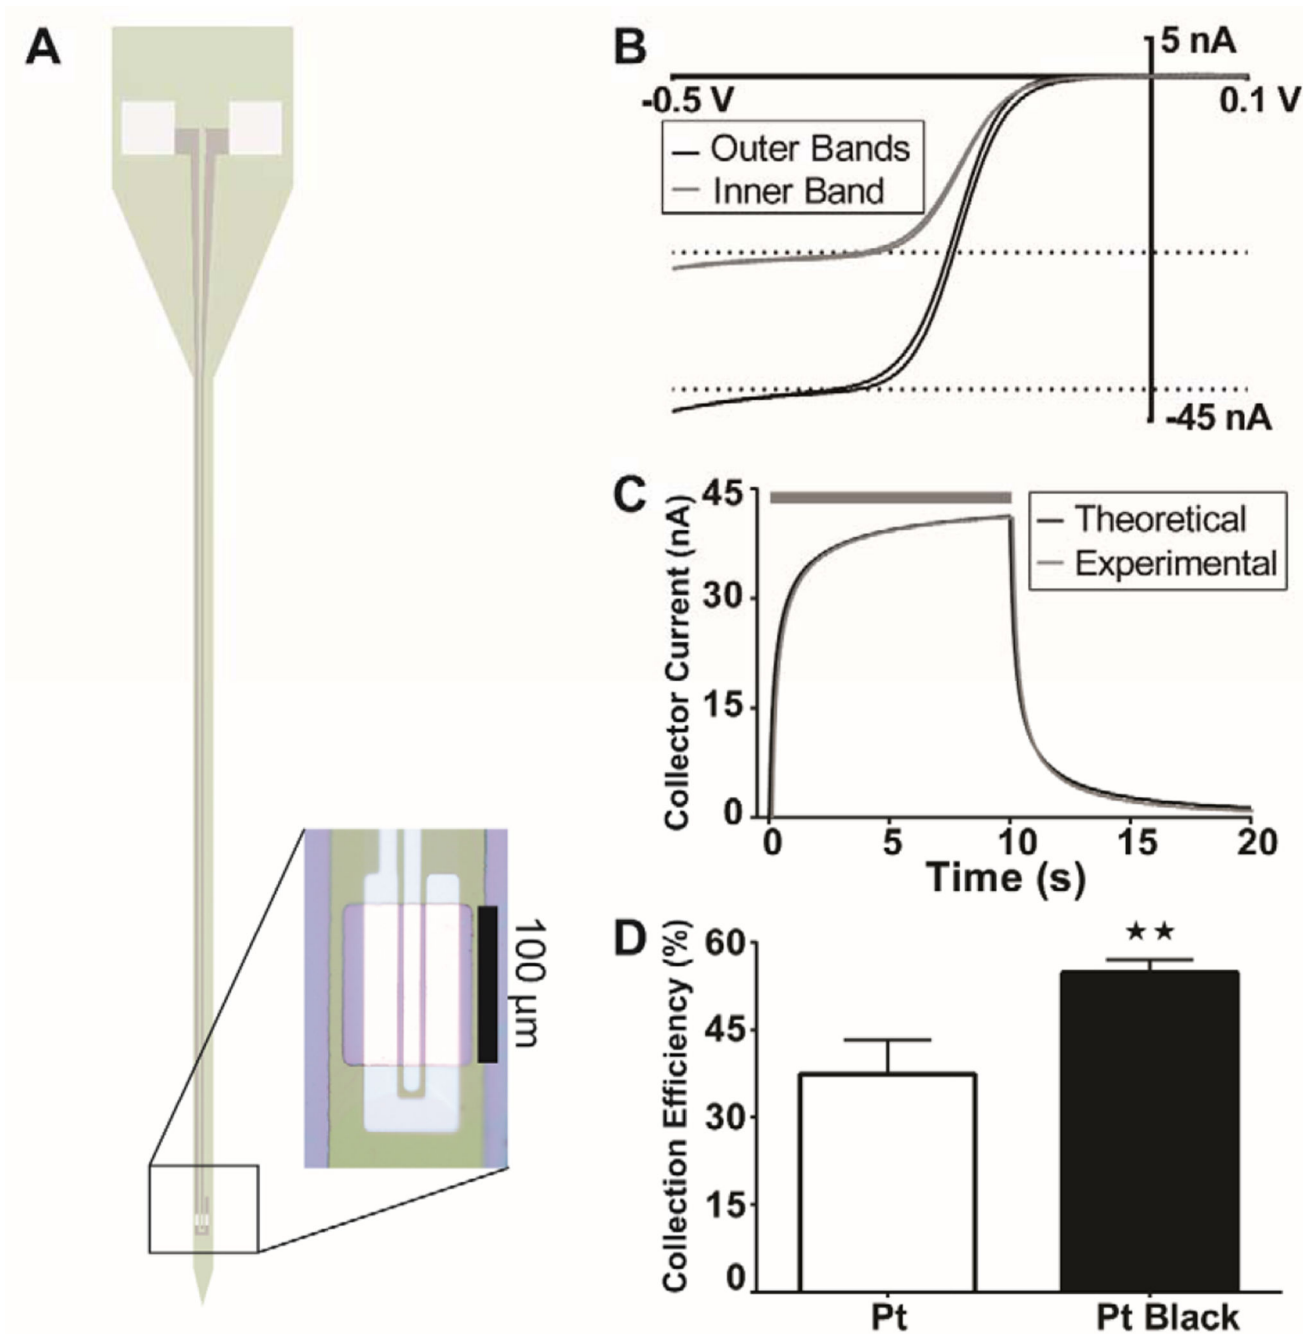 A
100 μm
B
5 nA
-0.5 V
0.1 V
Outer Bands
Inner Band
-45 nA
C
Collector Current (nA)
45
30
15
0
Theoretical
Experimental
0 5 10 15 20
Time (s)
D
Collection Efficiency (%)
60
45
30
15
0
★★
Pt Pt Black